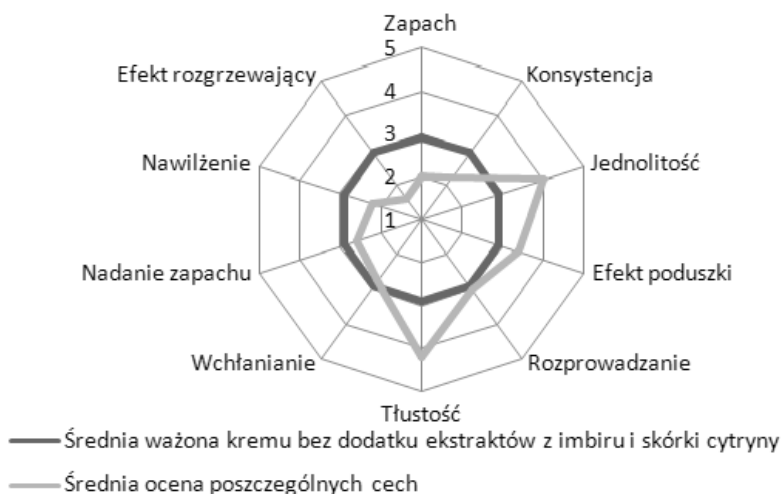 Zapach
5
Efekt rozgrzewający
Konsystencja
4
3
Nawilżenie
Jednolitość
2
1
Nadanie zapachu
Efekt poduszki
Wchłanianie
Rozprowadzanie
Tłustość
Średnia ważona kremu bez dodatku ekstraktów z imbiru i skórki cytryny
Średnia ocena poszczególnych cech